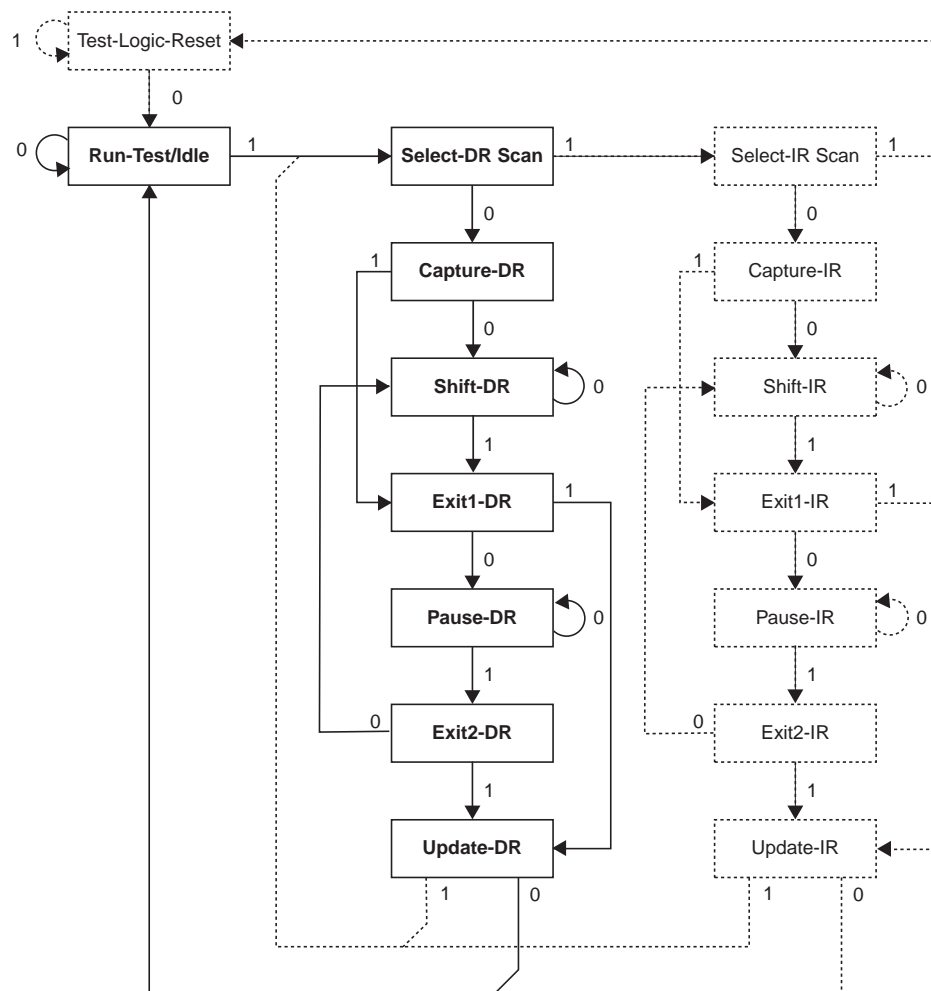 1
Test-Logic-Reset
0
0
Run-Test/Idle
1
Select-DR Scan
1
Select-IR Scan
1
0
0
1
Capture-DR
1
Capture-IR
0
0
Shift-DR
0
Shift-IR
0
1
1
Exit1-DR
1
Exit1-IR
1
0
0
Pause-DR
0
Pause-IR
0
1
1
0
Exit2-DR
0
Exit2-IR
1
1
Update-DR
Update-IR
1
0
1
0